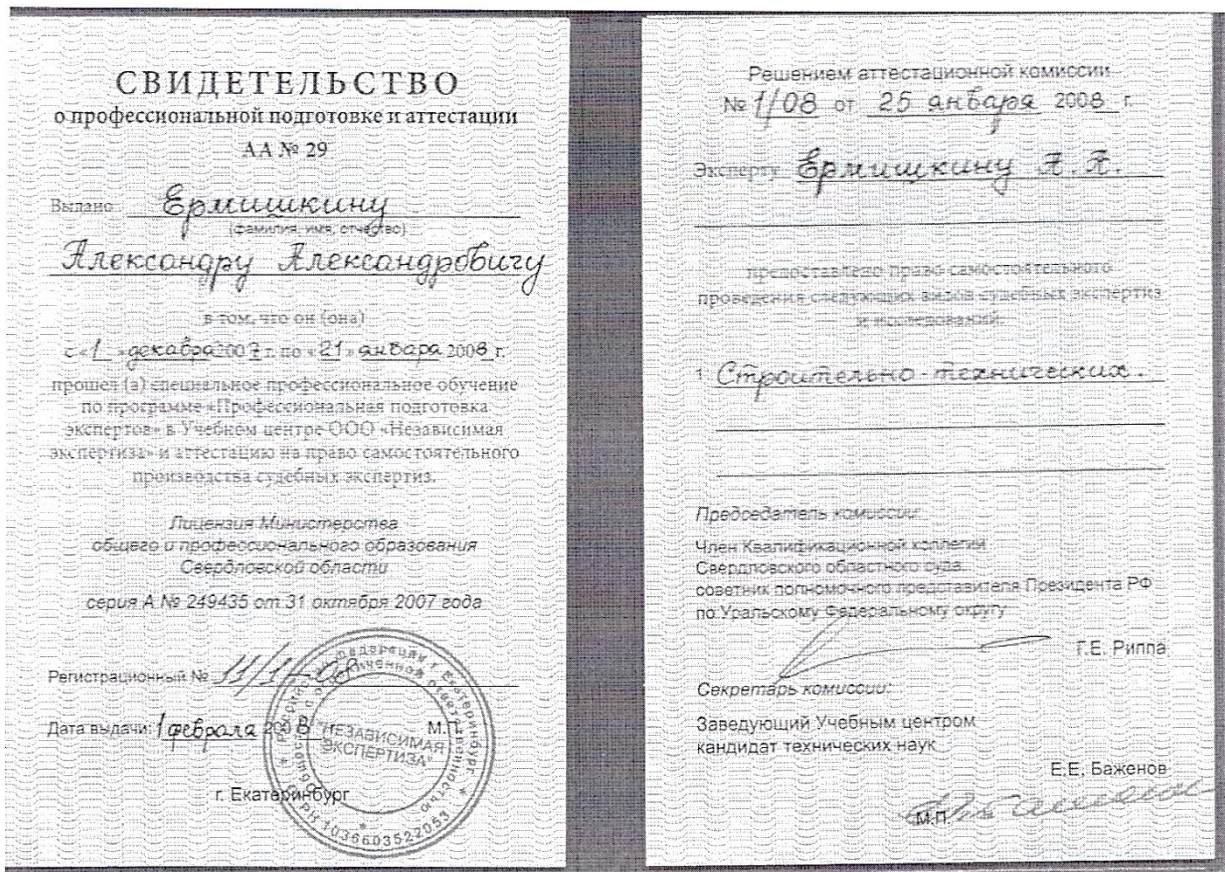 СВИДЕТЕЛЬСТВО
о профессиональной подготовке и аттестации
АА № 29
Выдано Ермишкину
(фамилия, имя, отчество)
Александру Александровичу
в том, что он (она)
с «1» декабря 2007 г. по «21» января 2008 г.
прошел (а) специальное профессиональное обучение
по программе «Профессиональная подготовка
экспертов» в Учебном центре ООО «Независимая
экспертиза» и аттестацию на право самостоятельного
производства судебных экспертиз.
Лицензия Министерства
общего и профессионального образования
Свердловской области
серия А № 249435 от 31 октября 2007 года
Регистрационный №
Дата выдачи: 1 февраля 2008
М.П.
"НЕЗАВИСИМАЯ
ЭКСПЕРТИЗА"
г. Екатеринбург
Решением аттестационной комиссии
№ 1/08 от 25 января 2008 г.
Эксперту Ермишкину А. А.
предоставлено право самостоятельного
проведения следующих видов судебных экспертиз
и исследований:
1 Строительно-технических.
Председатель комиссии:
Член Квалификационной коллегии
Свердловского областного суда,
советник полномочного представителя Президента РФ
по Уральскому Федеральному округу
Г.Е. Риппа
Секретарь комиссии:
Заведующий Учебным центром
кандидат технических наук
Е.Е. Баженов
М.П.